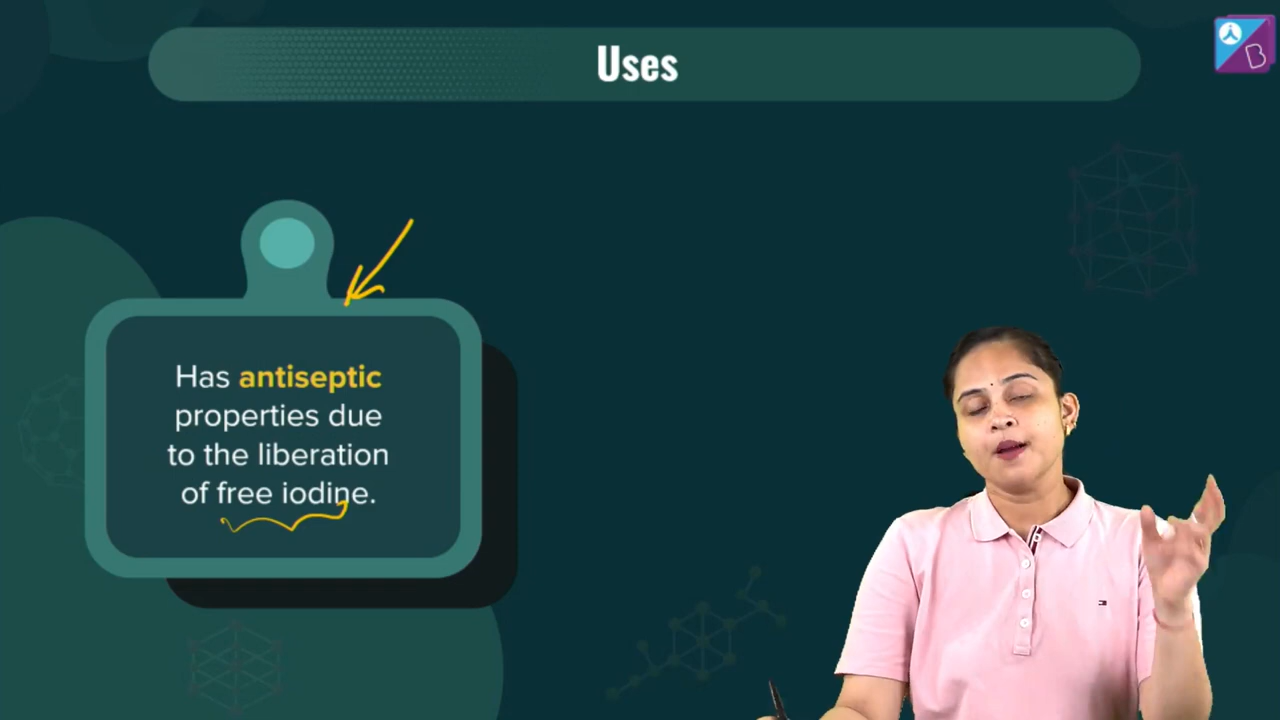 Uses
B
Has antiseptic
properties due
to the liberation
of free iodine.